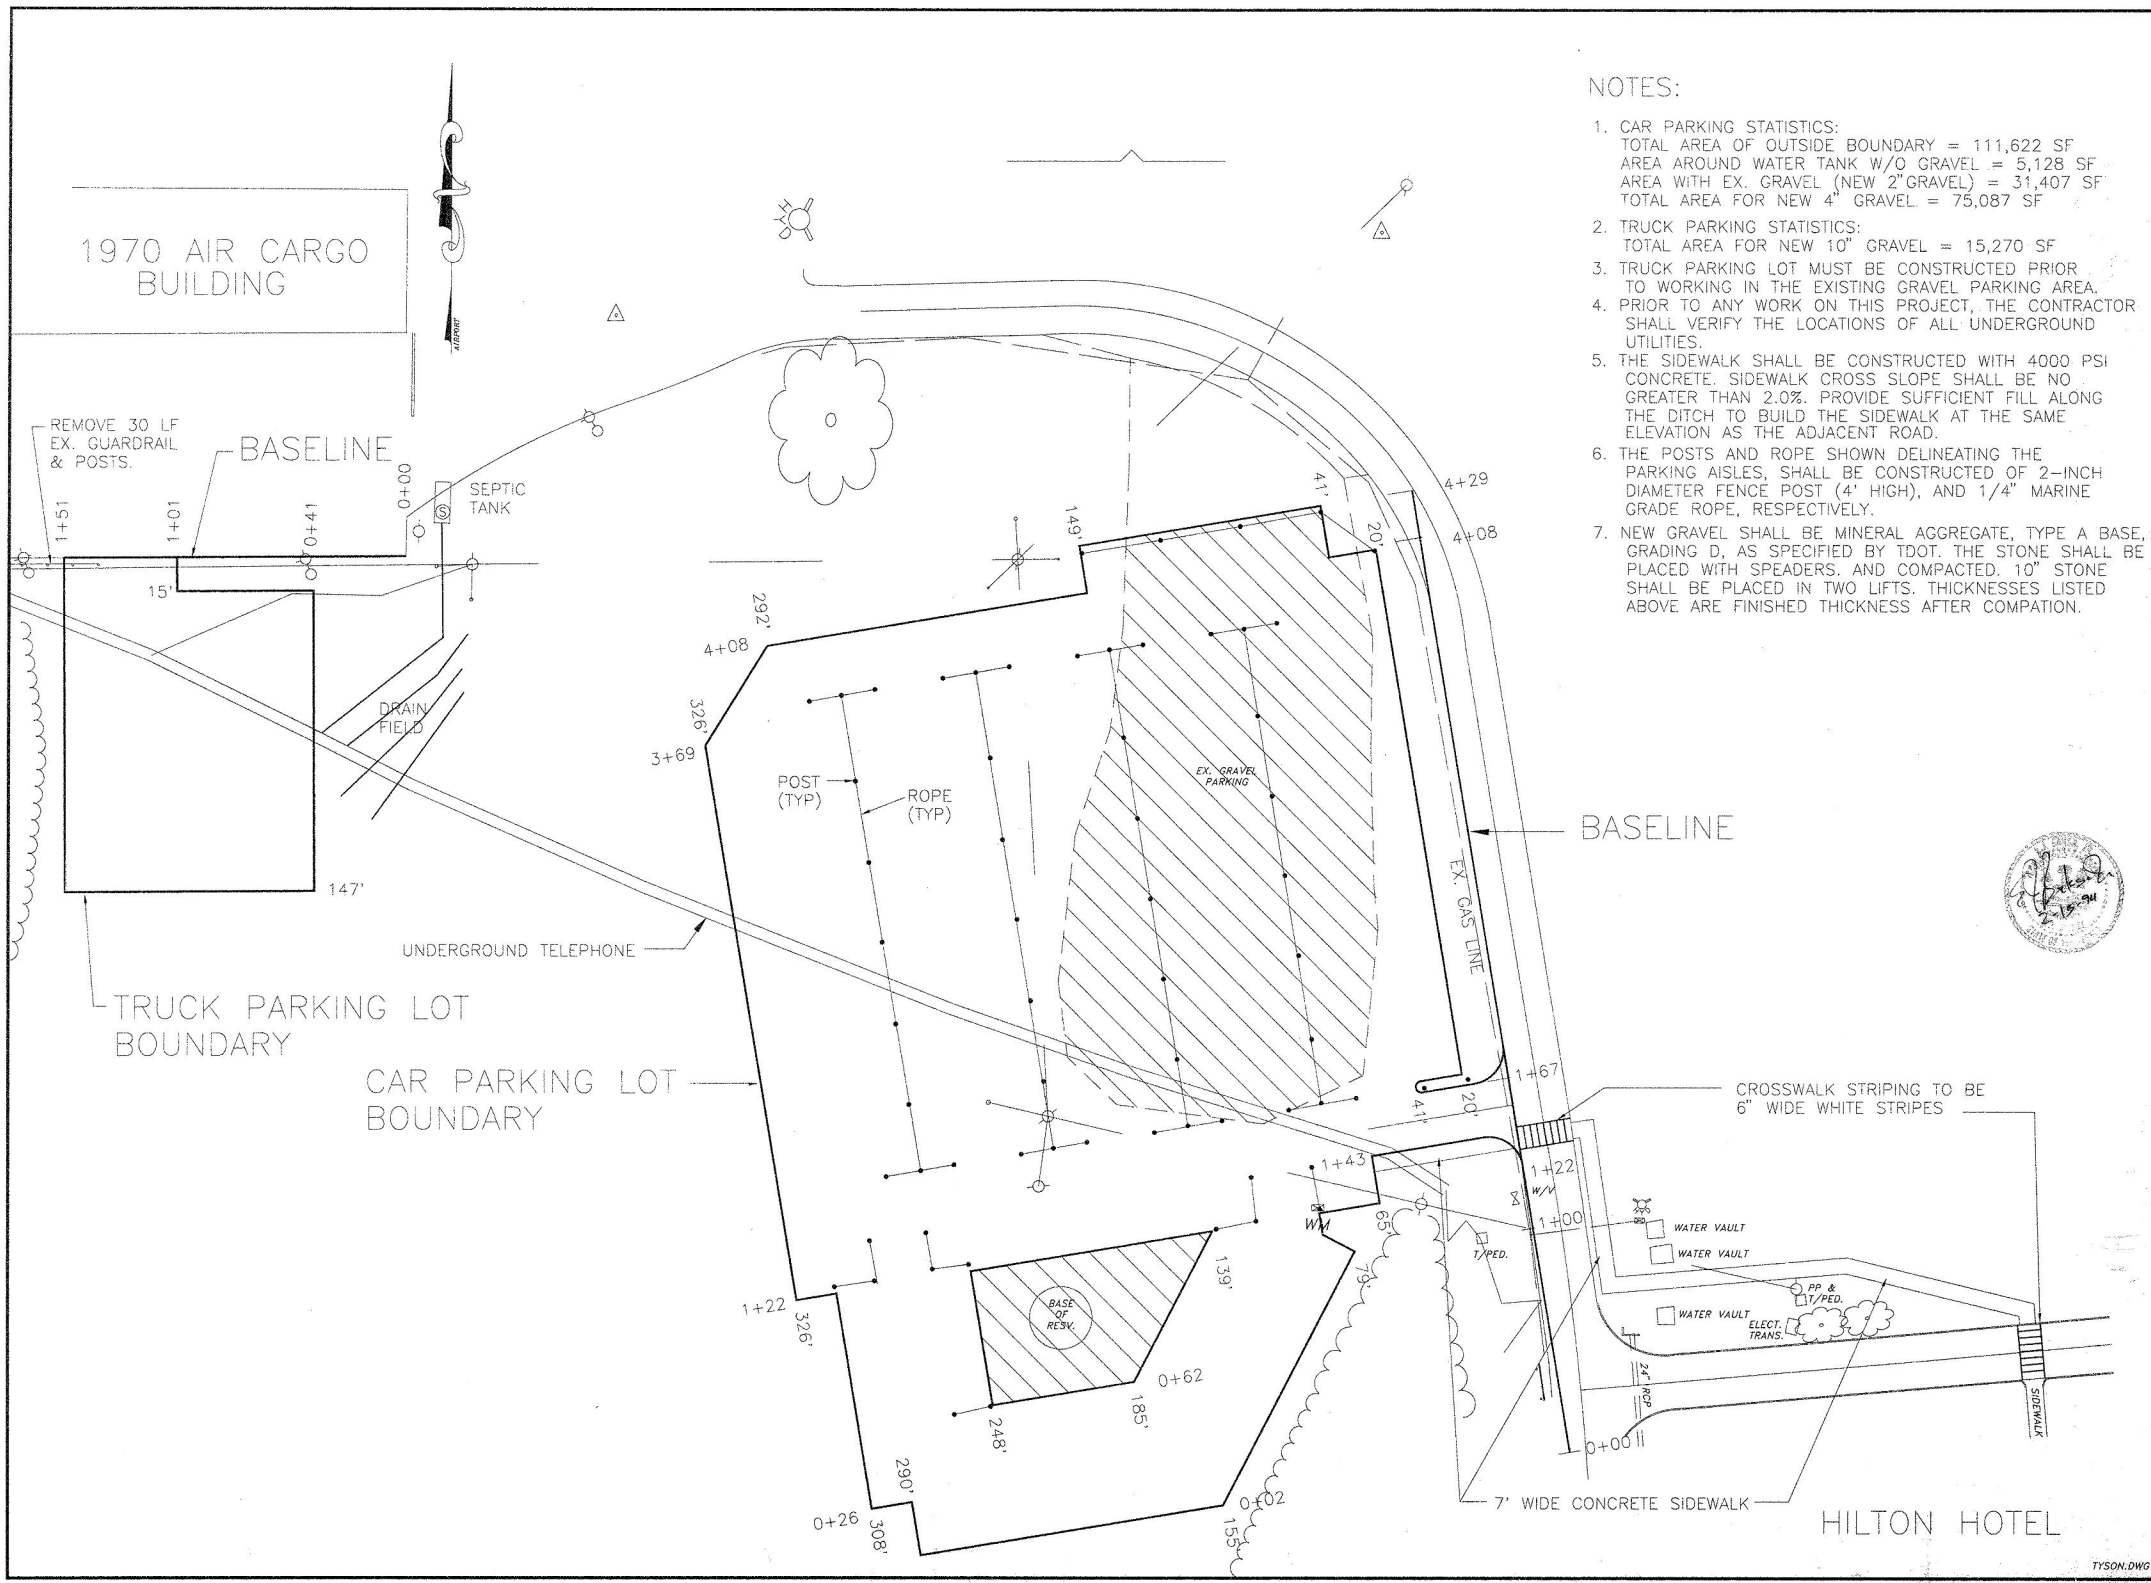 NOTES:
1. CAR PARKING STATISTICS:
TOTAL AREA OF OUTSIDE BOUNDARY = 111,622 SF
AREA AROUND WATER TANK W/O GRAVEL = 5,128 SF
AREA WITH EX. GRAVEL (NEW 2"GRAVEL) = 31,407 SF
TOTAL AREA FOR NEW 4" GRAVEL = 75,087 SF
2. TRUCK PARKING STATISTICS:
TOTAL AREA FOR NEW 10" GRAVEL = 15,270 SF
3. TRUCK PARKING LOT MUST BE CONSTRUCTED PRIOR
TO WORKING IN THE EXISTING GRAVEL PARKING AREA.
4. PRIOR TO ANY WORK ON THIS PROJECT, THE CONTRACTOR
SHALL VERIFY THE LOCATIONS OF ALL UNDERGROUND
UTILITIES.
5. THE SIDEWALK SHALL BE CONSTRUCTED WITH 4000 PSI
CONCRETE. SIDEWALK CROSS SLOPE SHALL BE NO
GREATER THAN 2.0%. PROVIDE SUFFICIENT FILL ALONG
THE DITCH TO BUILD THE SIDEWALK AT THE SAME
ELEVATION AS THE ADJACENT ROAD.
6. THE POSTS AND ROPE SHOWN DELINEATING THE
PARKING AISLES, SHALL BE CONSTRUCTED OF 2-INCH
DIAMETER FENCE POST (4' HIGH), AND 1/4" MARINE
GRADE ROPE, RESPECTIVELY.
7. NEW GRAVEL SHALL BE MINERAL AGGREGATE, TYPE A BASE,
GRADING D, AS SPECIFIED BY TDOT. THE STONE SHALL BE
PLACED WITH SPEADERS. AND COMPACTED. 10" STONE
SHALL BE PLACED IN TWO LIFTS. THICKNESSES LISTED
ABOVE ARE FINISHED THICKNESS AFTER COMPATION.
1970 AIR CARGO
BUILDING
AIRPORT
HYD
REMOVE 30 LF
EX. GUARDRAIL
& POSTS.
BASELINE
1+51
1+01
0+41
0+00
SEPTIC
TANK
S
15'
DRAIN
FIELD
147'
TRUCK PARKING LOT
BOUNDARY
UNDERGROUND TELEPHONE
CAR PARKING LOT
BOUNDARY
149'
41'
20'
4+29
4+08
292'
4+08
326'
3+69
POST
(TYP)
ROPE
(TYP)
EX. GRAVEL
PARKING
BASELINE
EX. GAS LINE
2-15-94
1+67
20'
41'
CROSSWALK STRIPING TO BE
6" WIDE WHITE STRIPES
1+43
1+22
W/V
1+00
WM
65'
79'
T/PED.
WATER VAULT
WATER VAULT
WATER VAULT
PP &
T/PED.
ELECT.
TRANS.
24" RCP
SIDEWALK
1+22
326'
139'
BASE
OF
RESV.
0+62
185'
248'
290'
0+26
308'
0+02
155'
0+00
7' WIDE CONCRETE SIDEWALK
HILTON HOTEL
TYSON.DWG